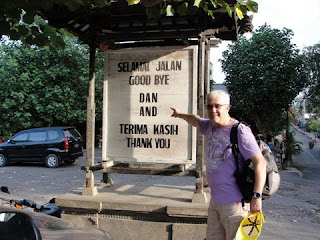 SELAMAT JALAN
GOOD BYE
DAN
AND
TERIMA KASIH
THANK YOU